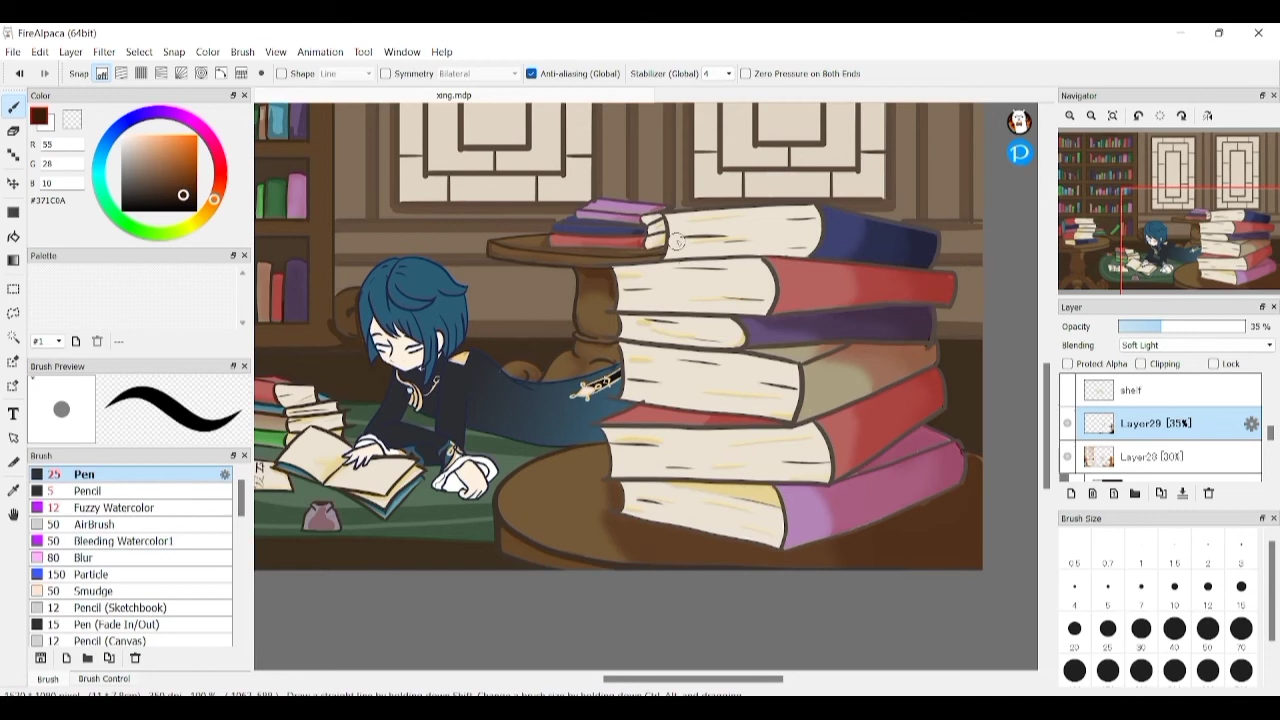 FireAlpaca (64bit)
File Edit Layer Filter Select Snap Color Brush View Animation Tool Window Help
Snap off Shape Line Symmetry Bilateral Anti-aliasing (Global) Stabilizer (Global) 4 Zero Pressure on Both Ends
Color
xing.mdp
Navigator
R 55
G 28
B 10
#371C0A
Palette
#1
Brush Preview
Brush
25 Pen
5 Pencil
12 Fuzzy Watercolor
50 AirBrush
50 Bleeding Watercolor1
80 Blur
150 Particle
50 Smudge
12 Pencil (Sketchbook)
15 Pen (Fade In/Out)
12 Pencil (Canvas)
Brush Brush Control
Layer
Opacity 35 %
Blending Soft Light
Protect Alpha Clipping Lock
shelf
Layer29 [35%]
Layer28 [30%]
Brush Size
0.5 0.7 1 1.5 2 3
4 5 7 10 12 15
20 25 30 40 50 70